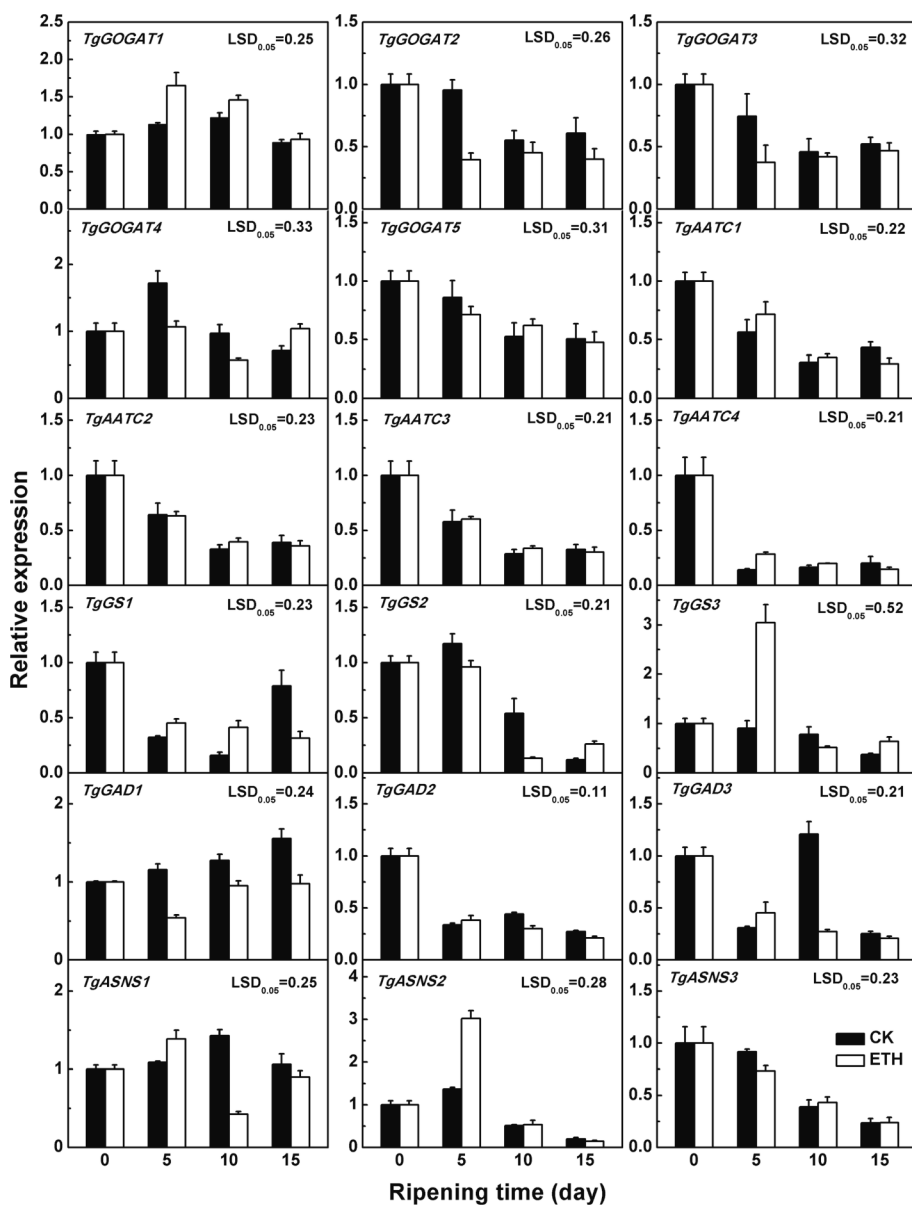 Relative expression
TgGOGAT1 LSD0.05=0.25
2.5
2.0
1.5
1.0
0.5
0.0
TgGOGAT2 LSD0.05=0.26
1.5
1.0
0.5
0.0
TgGOGAT3 LSD0.05=0.32
1.5
1.0
0.5
0.0
TgGOGAT4 LSD0.05=0.33
2
1
0
TgGOGAT5 LSD0.05=0.31
1.5
1.0
0.5
0.0
TgAATC1 LSD0.05=0.22
1.5
1.0
0.5
0.0
TgAATC2 LSD0.05=0.23
1.5
1.0
0.5
0.0
TgAATC3 LSD0.05=0.21
1.5
1.0
0.5
0.0
TgAATC4 LSD0.05=0.21
1.5
1.0
0.5
0.0
TgGS1 LSD0.05=0.23
1.5
1.0
0.5
0.0
TgGS2 LSD0.05=0.21
1.5
1.0
0.5
0.0
TgGS3 LSD0.05=0.52
3
2
1
0
TgGAD1 LSD0.05=0.24
2
1
0
TgGAD2 LSD0.05=0.11
1.5
1.0
0.5
0.0
TgGAD3 LSD0.05=0.21
1.5
1.0
0.5
0.0
TgASNS1 LSD0.05=0.25
2
1
0
0 5 10 15
TgASNS2 LSD0.05=0.28
4
3
2
1
0
0 5 10 15
TgASNS3 LSD0.05=0.23
1.5
1.0
0.5
0.0
CK
ETH
0 5 10 15
Ripening time (day)